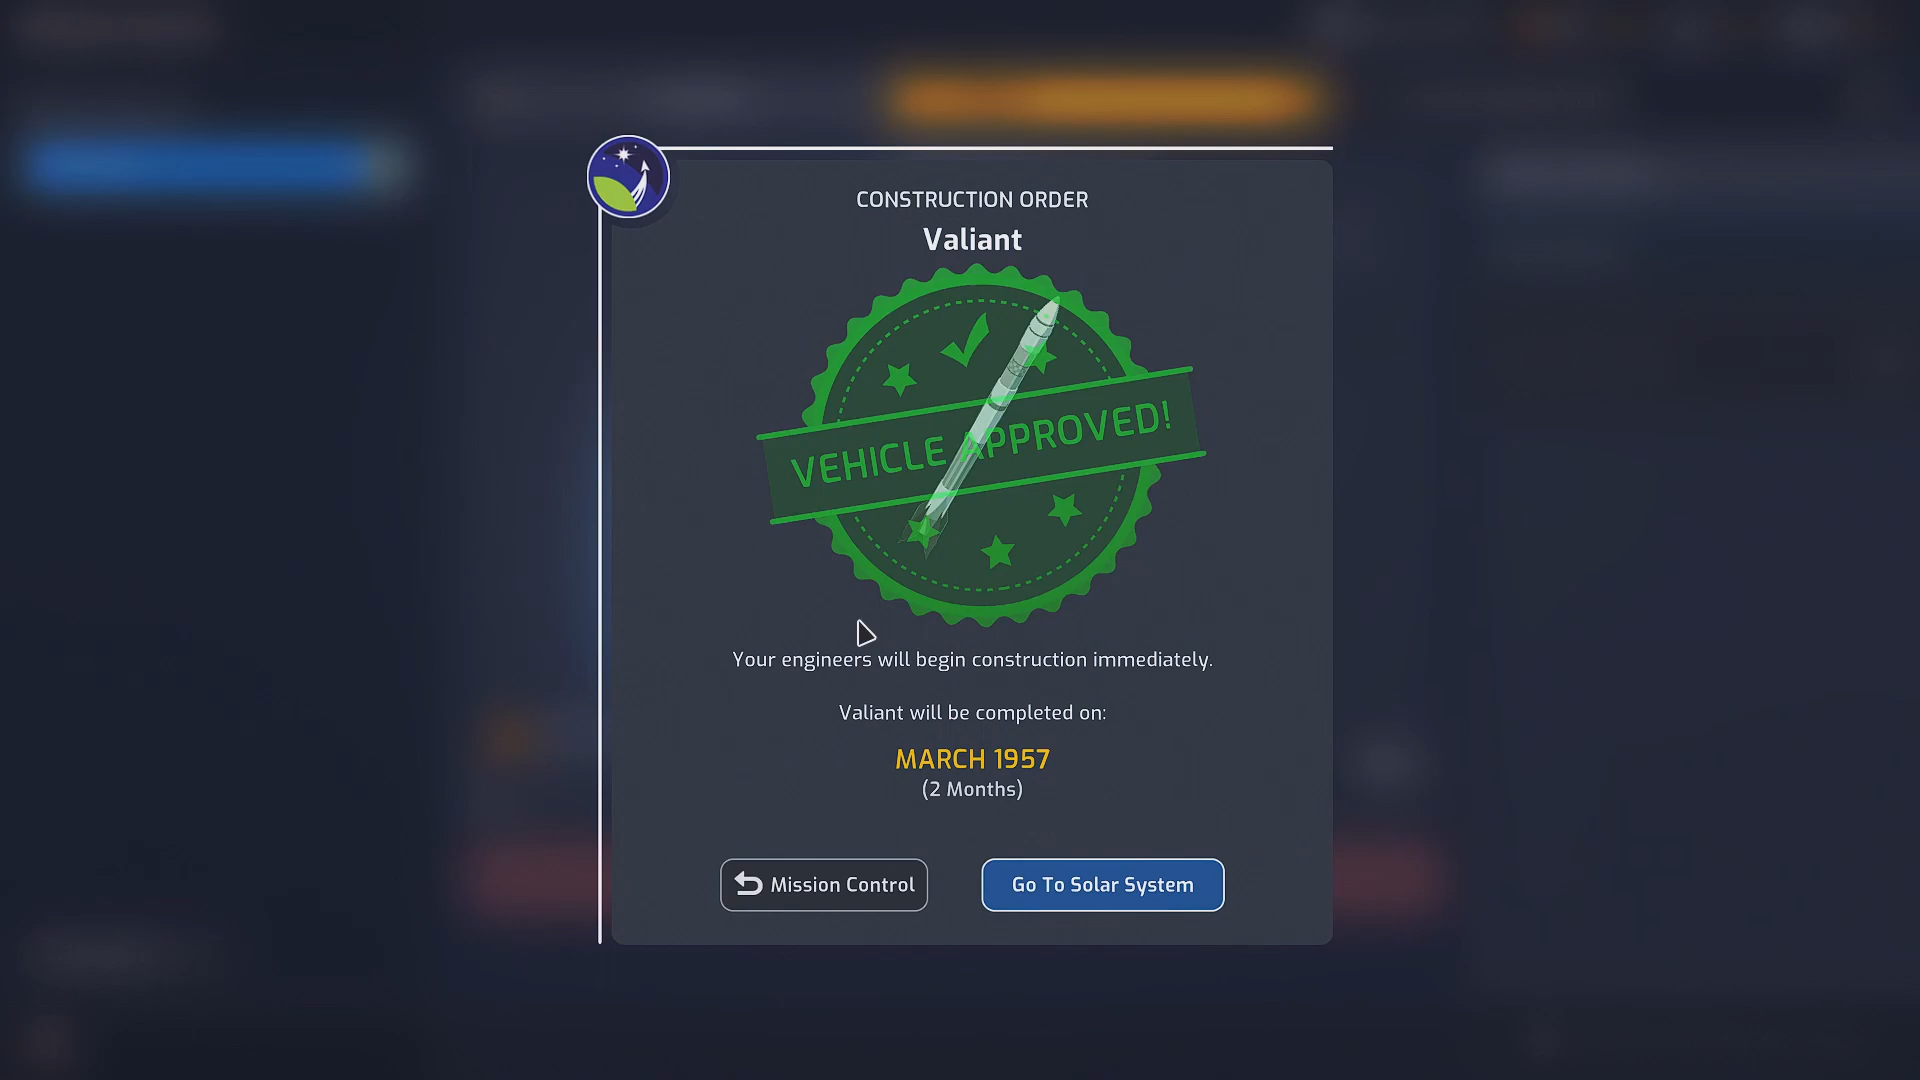 CONSTRUCTION ORDER
Valiant
VEHICLE APPROVED!
Your engineers will begin construction immediately.
Valiant will be completed on:
MARCH 1957
(2 Months)
Mission Control
Go To Solar System